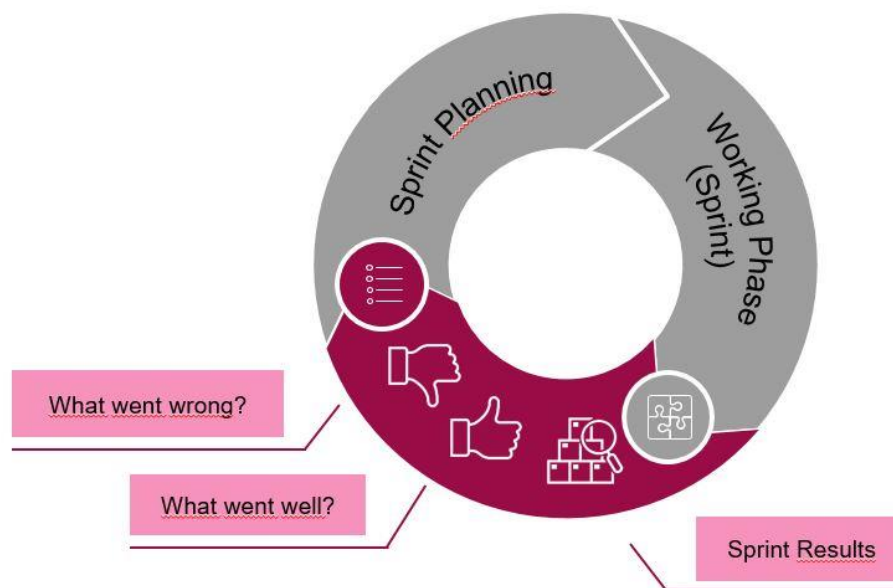 Sprint Planning
Working Phase
(Sprint)
What went wrong?
What went well?
Sprint Results